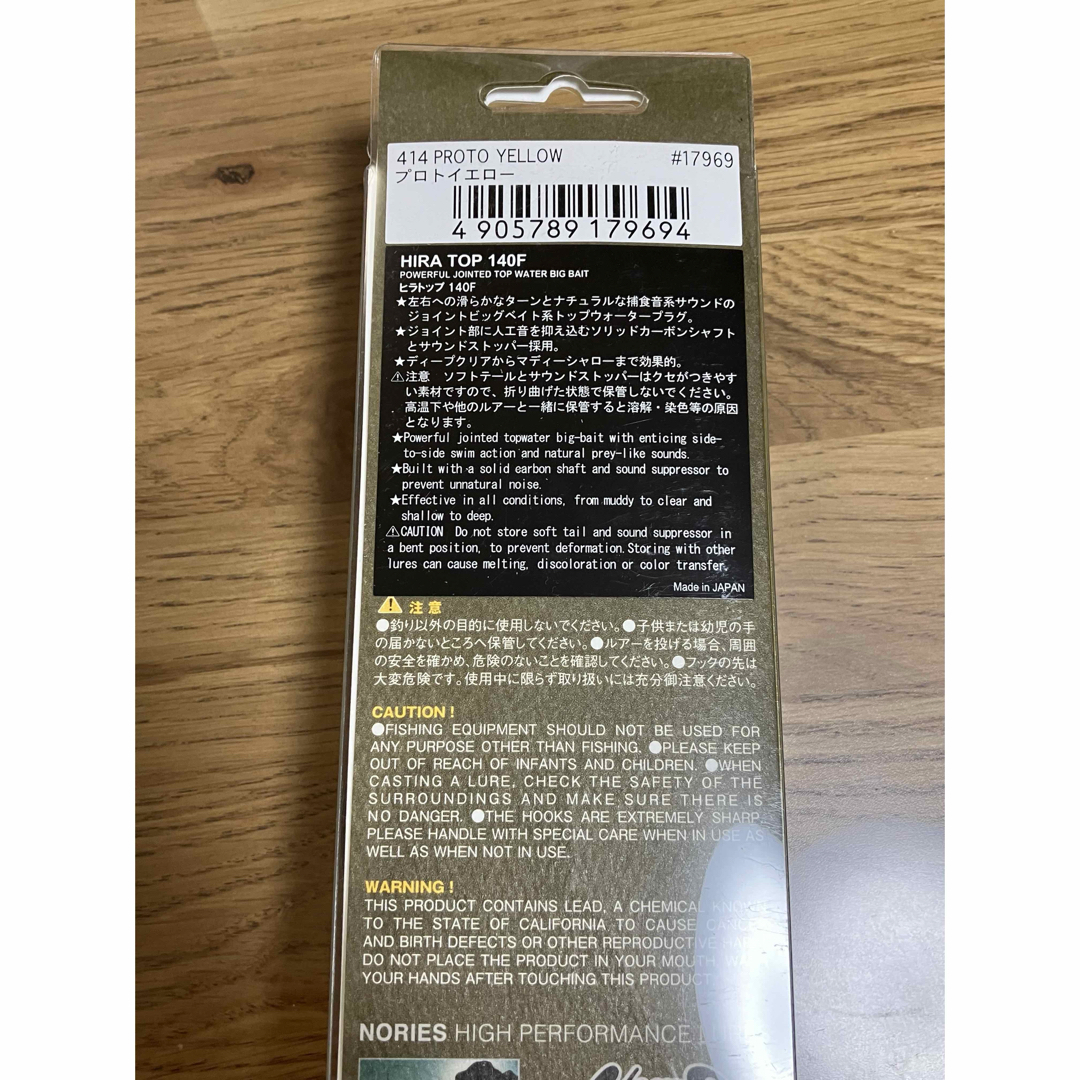 414 PROTO YELLOW #17969
プロトイエロー
4 905789 179694
HIRA TOP 140F
POWERFUL JOINTED TOP WATER BIG BAIT
ヒラトップ 140F
★左右への滑らかなターンとナチュラルな捕食音系サウンドの
ジョイントビッグベイト系トップウォータープラグ。
★ジョイント部に人工音を抑え込むソリッドカーボンシャフト
とサウンドストッパー採用。
★ディープクリアからマディーシャローまで効果的。
⚠注意 ソフトテールとサウンドストッパーはクセがつきやす
い素材ですので、折り曲げた状態で保管しないでください。
高温下や他のルアーと一緒に保管すると溶解・染色等の原因
となります。
★Powerful jointed topwater big-bait with enticing side-
to-side swim action and natural prey-like sounds.
★Built with a solid carbon shaft and sound suppressor to
prevent unnatural noise.
★Effective in all conditions, from muddy to clear and
shallow to deep.
⚠CAUTION Do not store soft tail and sound suppressor in
a bent position, to prevent deformation.Storing with other
lures can cause melting, discoloration or color transfer.
Made in JAPAN
⚠ 注意
●釣り以外の目的に使用しないでください。●子供または幼児の手
の届かないところへ保管してください。●ルアーを投げる場合、周囲
の安全を確かめ、危険のないことを確認してください。●フックの先は
大変危険です。使用中に限らず取り扱いには充分御注意ください。
CAUTION !
●FISHING EQUIPMENT SHOULD NOT BE USED FOR
ANY PURPOSE OTHER THAN FISHING. ●PLEASE KEEP
OUT OF REACH OF INFANTS AND CHILDREN. ●WHEN
CASTING A LURE, CHECK THE SAFETY OF THE
SURROUNDINGS AND MAKE SURE THERE IS
NO DANGER. ●THE HOOKS ARE EXTREMELY SHARP,
PLEASE HANDLE WITH SPECIAL CARE WHEN IN USE AS
WELL AS WHEN NOT IN USE.
WARNING !
THIS PRODUCT CONTAINS LEAD, A CHEMICAL KNOWN
TO THE STATE OF CALIFORNIA TO CAUSE CANCER
AND BIRTH DEFECTS OR OTHER REPRODUCTIVE HARM.
DO NOT PLACE THE PRODUCT IN YOUR MOUTH. WASH
YOUR HANDS AFTER TOUCHING THIS PRODUCT
NORIES HIGH PERFORMANCE